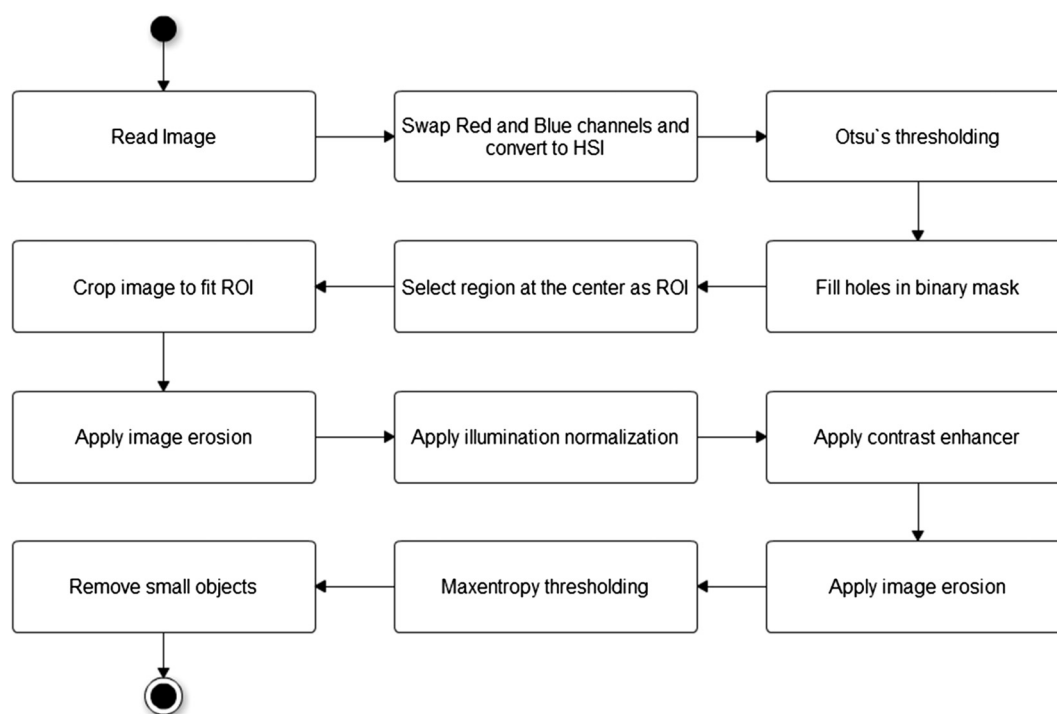 Read Image
Swap Red and Blue channels and
convert to HSI
Otsu`s thresholding
Crop image to fit ROI
Select region at the center as ROI
Fill holes in binary mask
Apply image erosion
Apply illumination normalization
Apply contrast enhancer
Remove small objects
Maxentropy thresholding
Apply image erosion